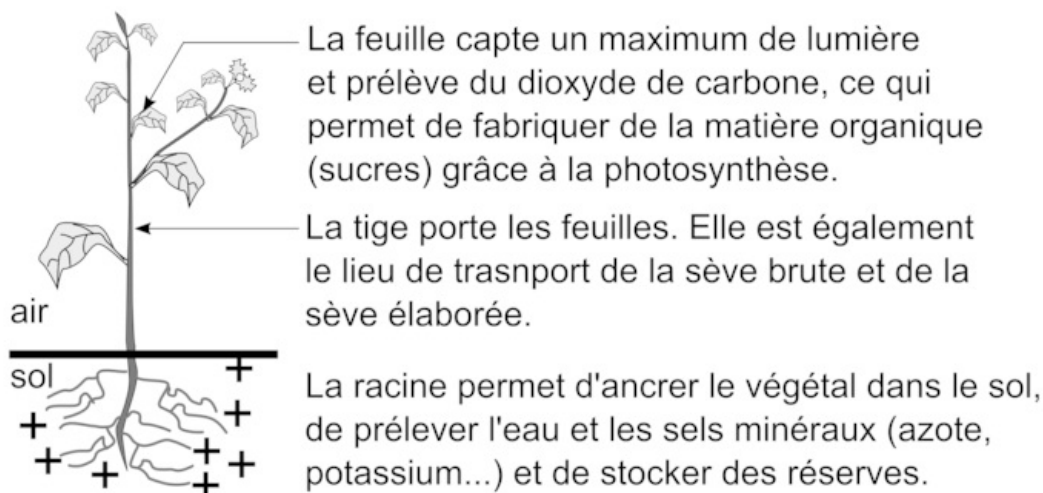 La feuille capte un maximum de lumière
et prélève du dioxyde de carbone, ce qui
permet de fabriquer de la matière organique
(sucres) grâce à la photosynthèse.
La tige porte les feuilles. Elle est également
le lieu de trasnport de la sève brute et de la
sève élaborée.
air
sol
La racine permet d'ancrer le végétal dans le sol,
de prélever l'eau et les sels minéraux (azote,
potassium...) et de stocker des réserves.